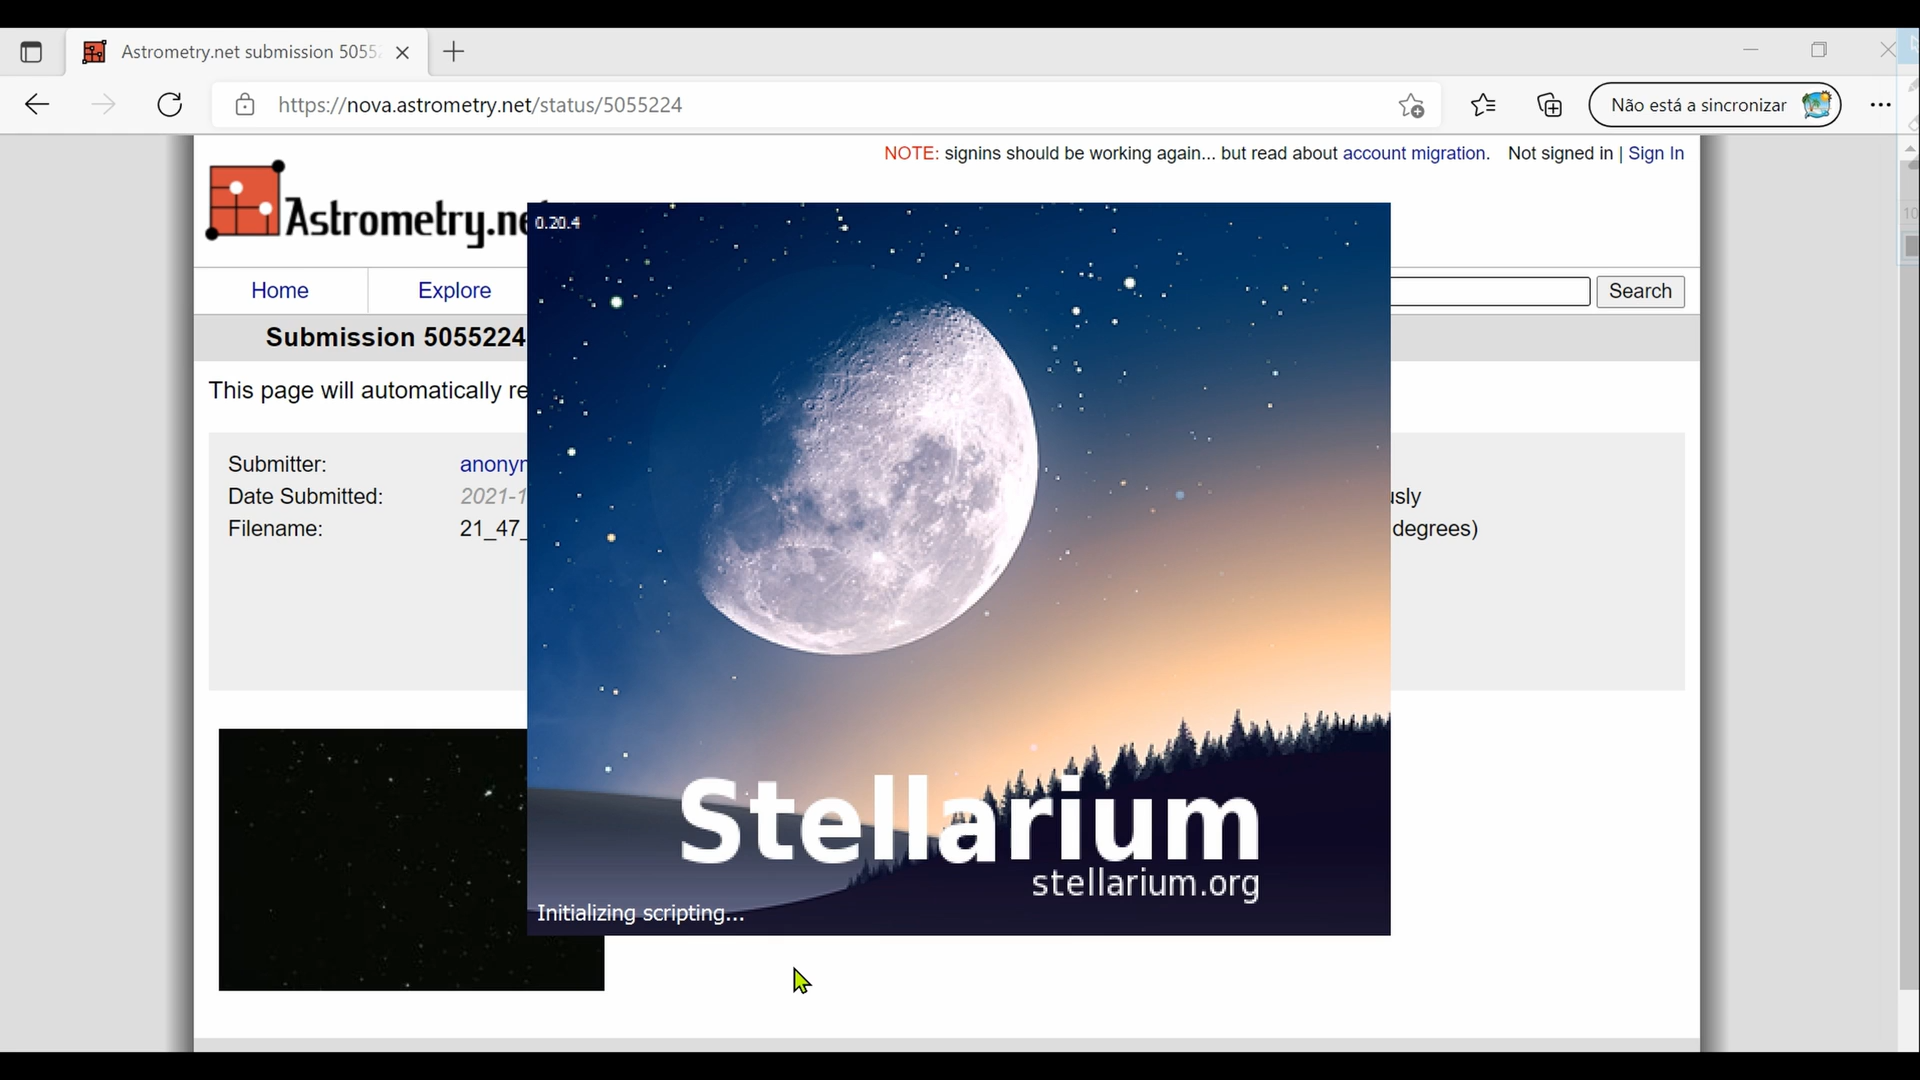 Astrometry.net submission 5055
https://nova.astrometry.net/status/5055224
Não está a sincronizar
NOTE: signins should be working again... but read about account migration. Not signed in | Sign In
Astrometry.ne
0.20.4
Home
Explore
Search
Submission 5055224
This page will automatically re
Submitter:
anonyr
Date Submitted:
2021-1
usly
Filename:
21_47_
degrees)
Stellarium
stellarium.org
Initializing scripting...
10